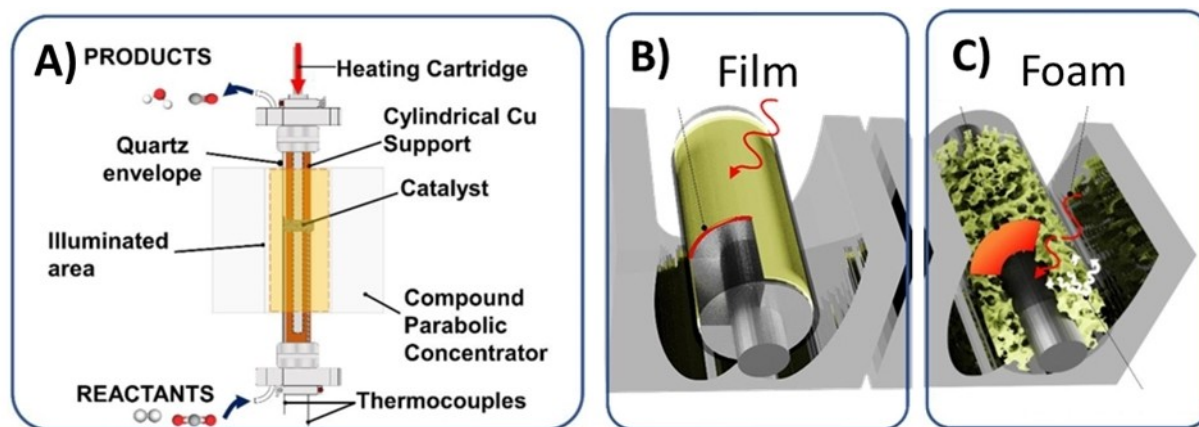 A)
PRODUCTS
Heating Cartridge
Cylindrical Cu
Support
Quartz
envelope
Catalyst
Illuminated
area
Compound
Parabolic
Concentrator
REACTANTS
Thermocouples
B)
Film
C)
Foam